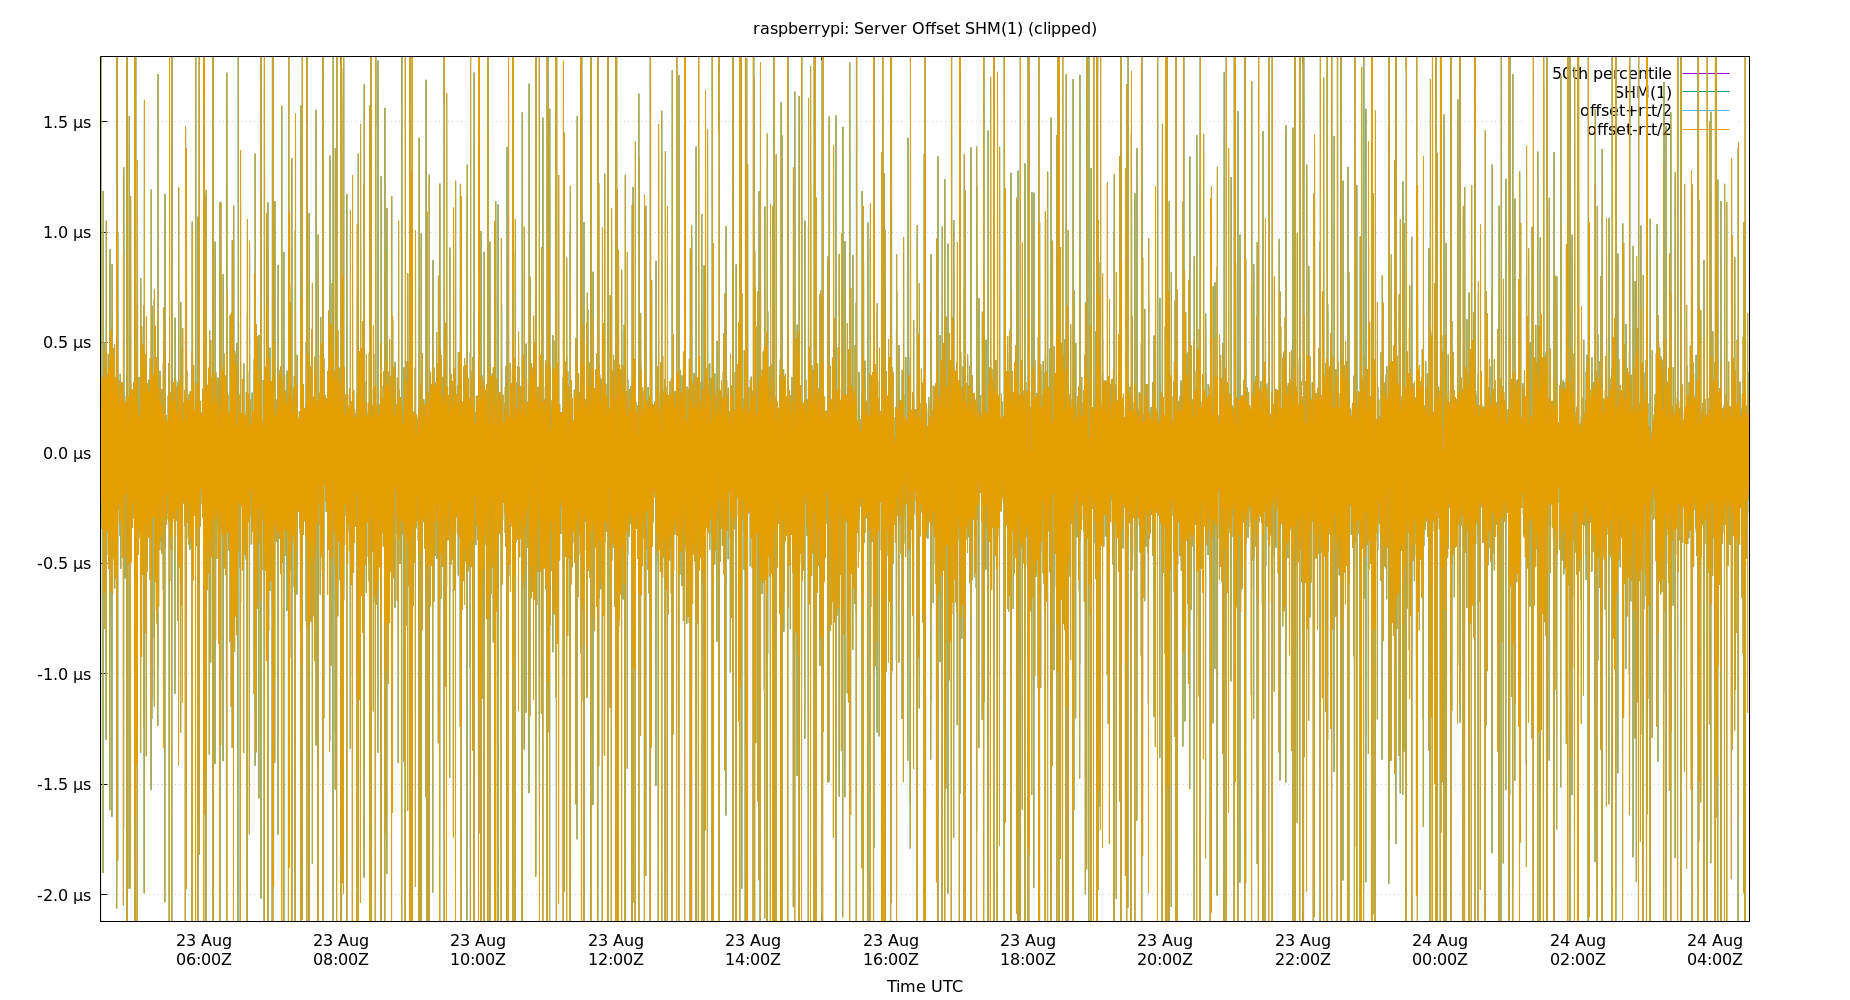 raspberrypi: Server Offset SHM(1) (clipped)
50th percentile
SHM(1)
offset+rtt/2
offset-rtt/2
1.5 µs
1.0 µs
0.5 µs
0.0 µs
-0.5 µs
-1.0 µs
-1.5 µs
-2.0 µs
23 Aug 23 Aug 23 Aug 23 Aug 23 Aug 23 Aug 23 Aug 23 Aug 23 Aug 24 Aug 24 Aug 24 Aug
06:00Z 08:00Z 10:00Z 12:00Z 14:00Z 16:00Z 18:00Z 20:00Z 22:00Z 00:00Z 02:00Z 04:00Z
Time UTC